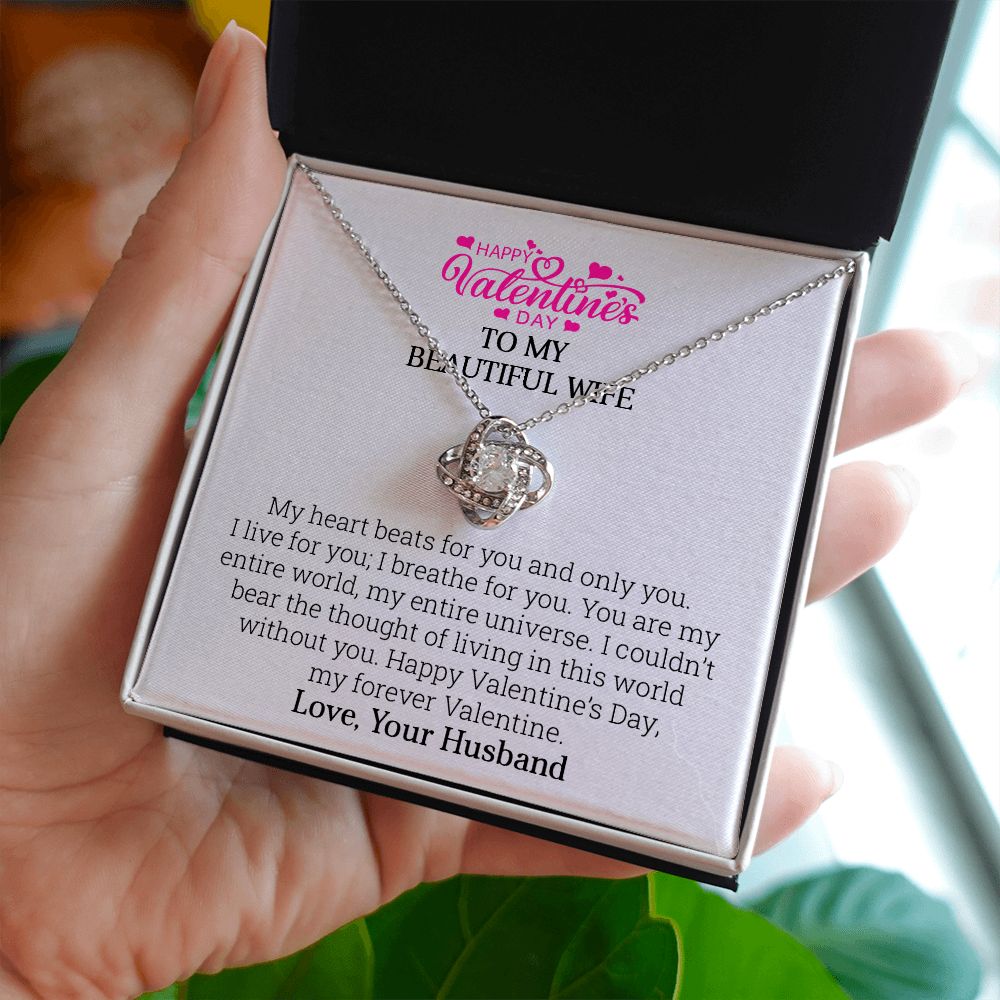 HAPPY
Valentine's
DAY
TO MY
BEAUTIFUL WIFE
My heart beats for you and only you.
I live for you; I breathe for you. You are my
entire world, my entire universe. I couldn't
bear the thought of living in this world
without you. Happy Valentine's Day,
my forever Valentine.
Love, Your Husband